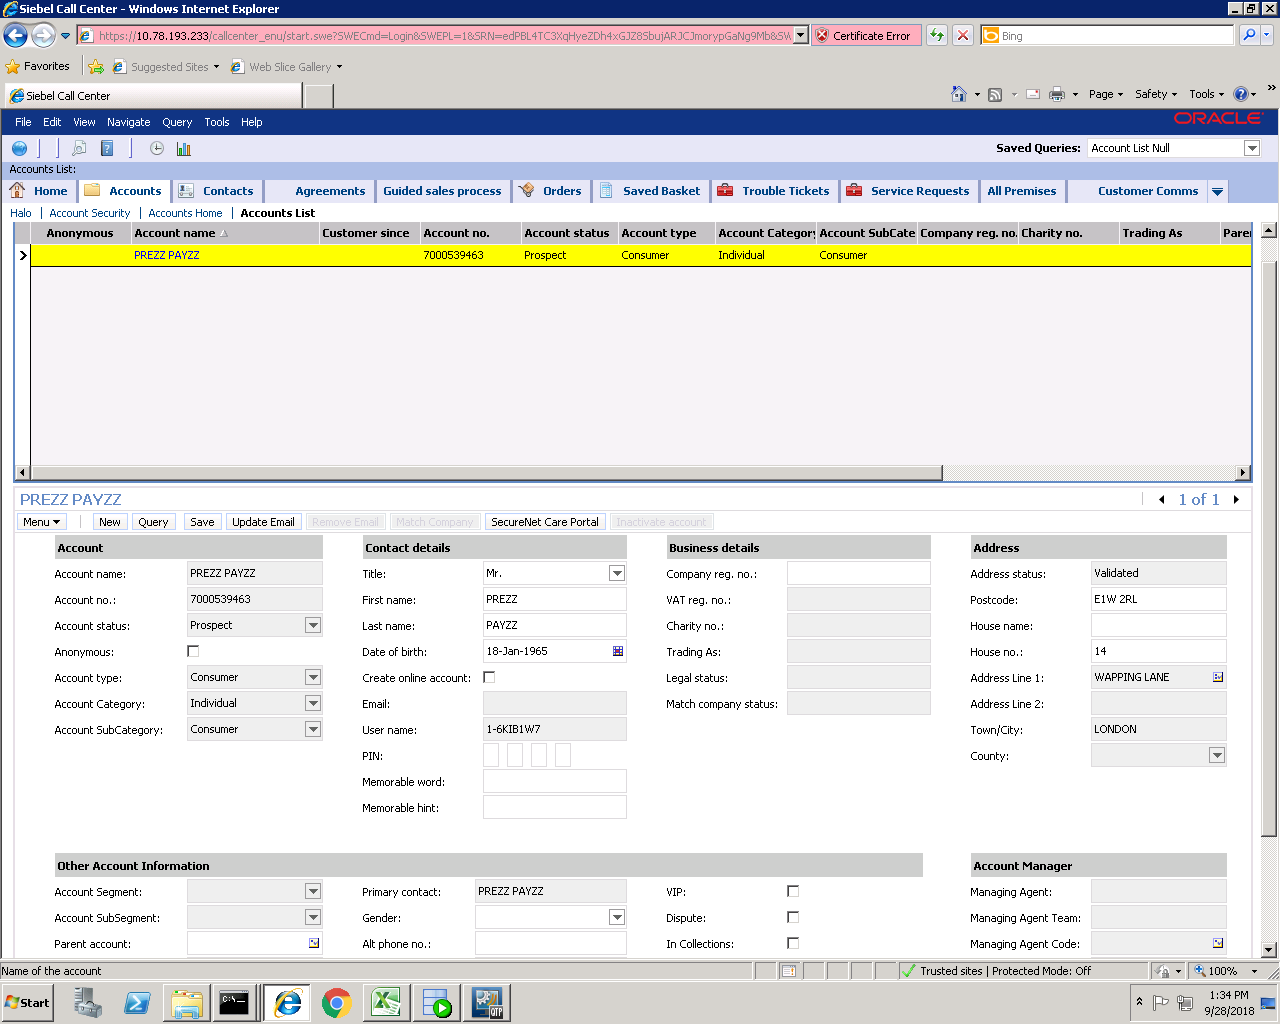 Siebel Call Center - Windows Internet Explorer
https://10.78.193.233/callcenter_enu/start.swe?SWECmd=Login&SWEPL=1&SRN=edPBL4TC3XqHyeZDh4xGJZ8SbujARJCJmorypGaNg9Mb&SW
Certificate Error
Bing
Favorites Suggested Sites Web Slice Gallery
Siebel Call Center
Page Safety Tools
File Edit View Navigate Query Tools Help
ORACLE
Saved Queries: Account List Null
Accounts List:
Home Accounts Contacts Agreements Guided sales process Orders Saved Basket Trouble Tickets Service Requests All Premises Customer Comms
Halo | Account Security | Accounts Home | Accounts List
Anonymous Account name Customer since Account no. Account status Account type Account Category Account SubCate Company reg. no. Charity no. Trading As Parer
PREZZ PAYZZ 7000539463 Prospect Consumer Individual Consumer
PREZZ PAYZZ
1 of 1
Menu New Query Save Update Email Remove Email Match Company SecureNet Care Portal Inactivate account
Account Contact details Business details Address
Account name: PREZZ PAYZZ Title: Mr. Company reg. no.: Address status: Validated
Account no.: 7000539463 First name: PREZZ VAT reg. no.: Postcode: E1W 2RL
Account status: Prospect Last name: PAYZZ Charity no.: House name:
Anonymous: Date of birth: 18-Jan-1965 Trading As: House no.: 14
Account type: Consumer Create online account: Legal status: Address Line 1: WAPPING LANE
Account Category: Individual Email: Match company status: Address Line 2:
Account SubCategory: Consumer User name: 1-6KIB1W7 Town/City: LONDON
PIN: County:
Memorable word:
Memorable hint:
Other Account Information Account Manager
Account Segment: Primary contact: PREZZ PAYZZ VIP: Managing Agent:
Account SubSegment: Gender: Dispute: Managing Agent Team:
Parent account: Alt phone no.: In Collections: Managing Agent Code:
Name of the account Trusted sites | Protected Mode: Off 100%
Start
C:\
QTP
1:34 PM
9/28/2018